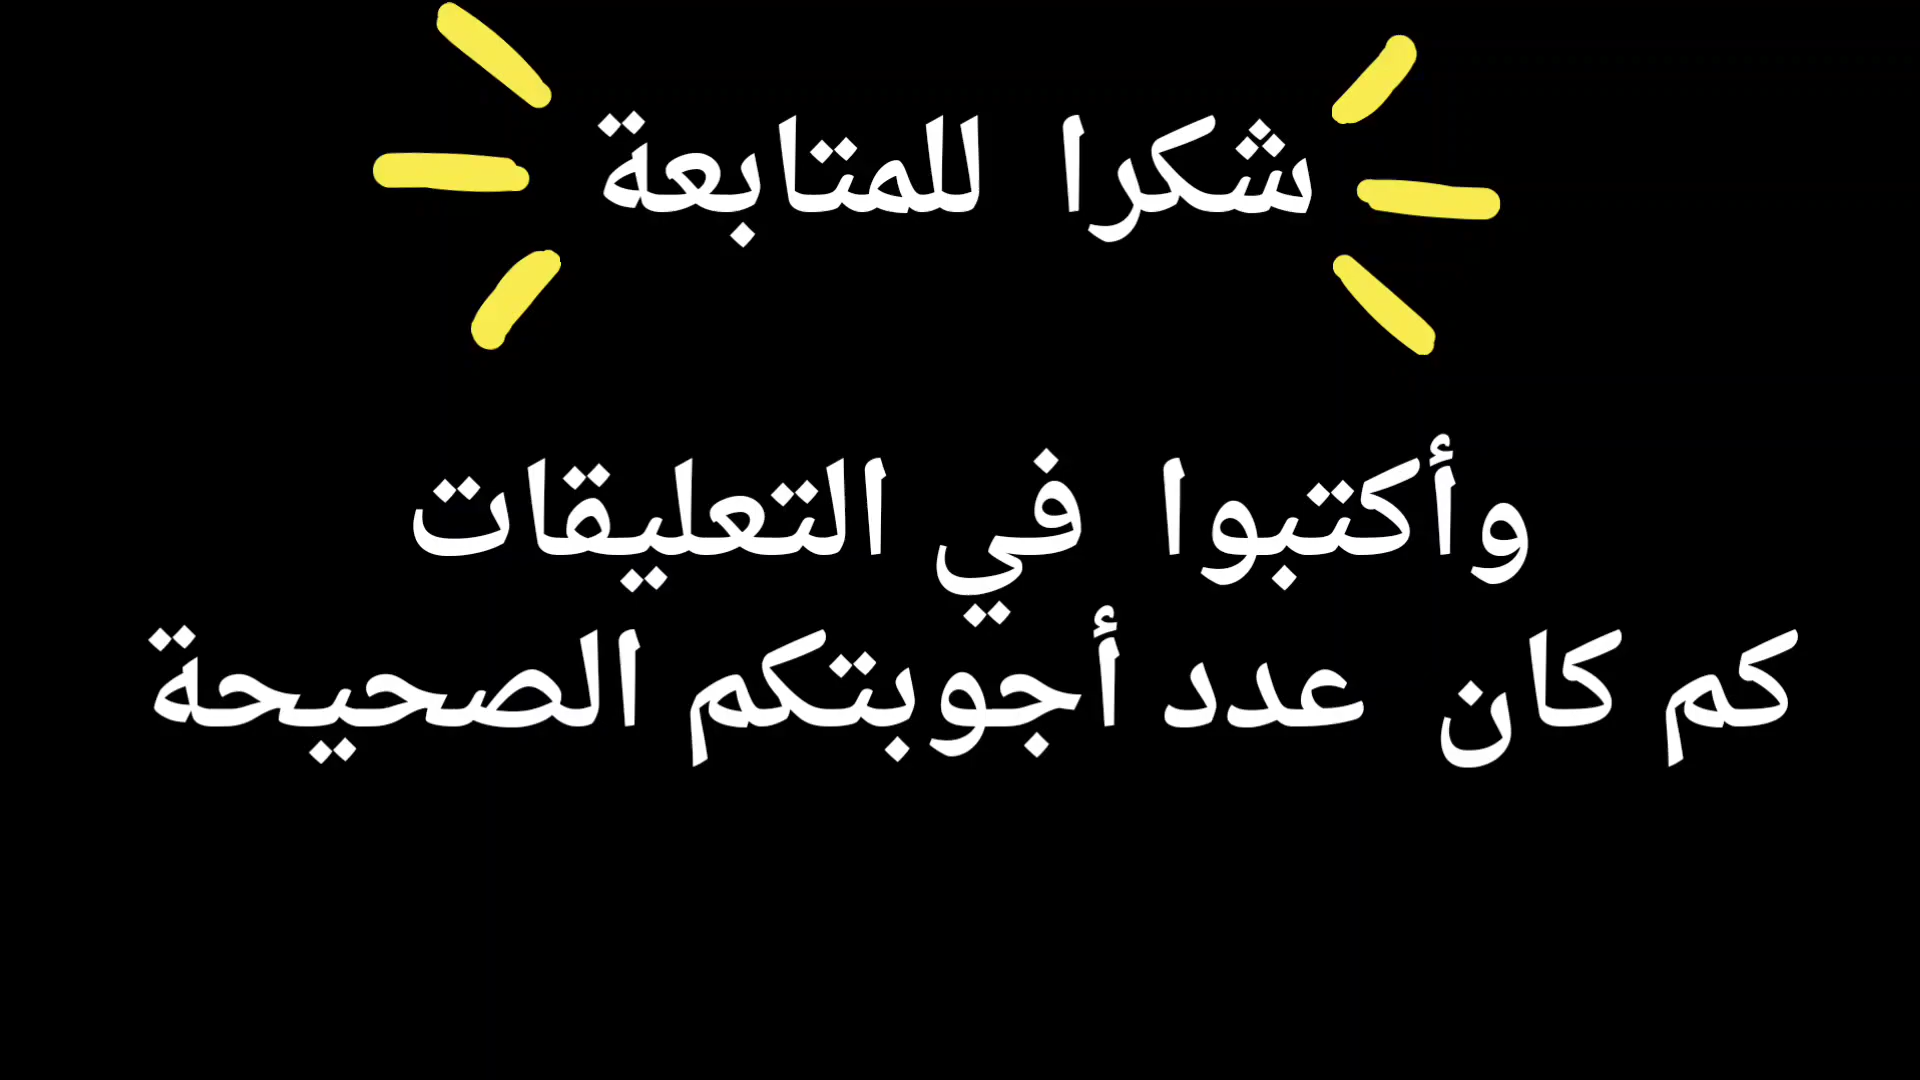 شكرا للمتابعة
وأكتبوا في التعليقات
كم كان عدد أجوبتكم الصحيحة